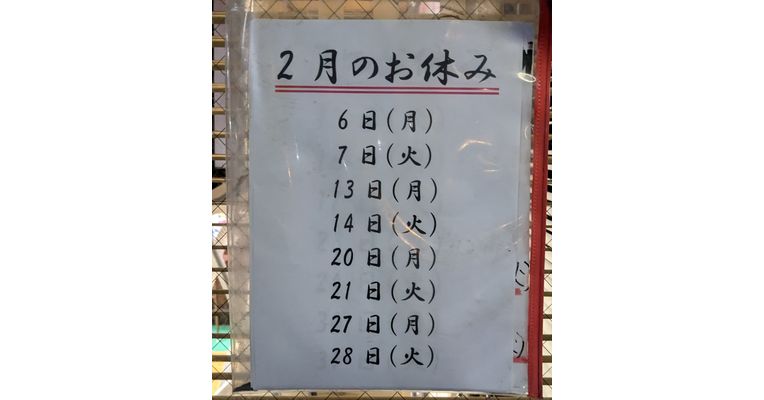 2月のお休み
6日(月)
7日(火)
13日(月)
14日(火)
20日(月)
21日(火)
27日(月)
28日(火)